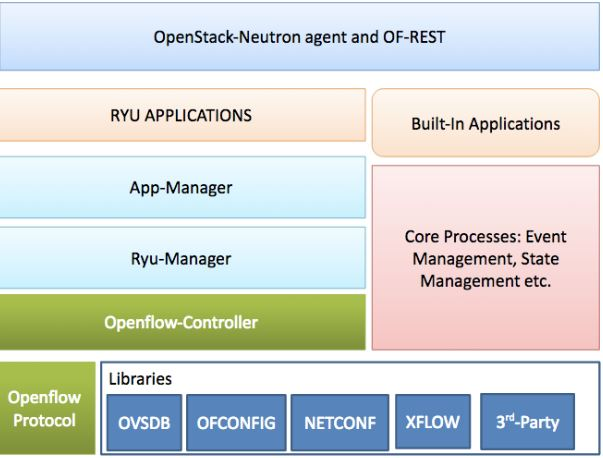 OpenStack-Neutron agent and OF-REST
RYU APPLICATIONS
Built-In Applications
App-Manager
Ryu-Manager
Core Processes: Event
Management, State
Management etc.
Openflow-Controller
Openflow
Protocol
Libraries
OVSDB
OFCONFIG
NETCONF
XFLOW
3rd-Party